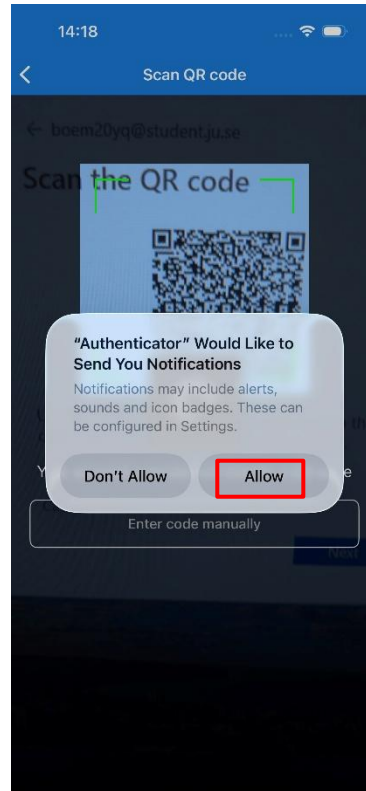 14:18
Scan QR code
← boem20yq@student.ju.se
Scan the QR code
"Authenticator" Would Like to
Send You Notifications
Notifications may include alerts,
sounds and icon badges. These can
be configured in Settings.
Don't Allow
Allow
Enter code manually
Next